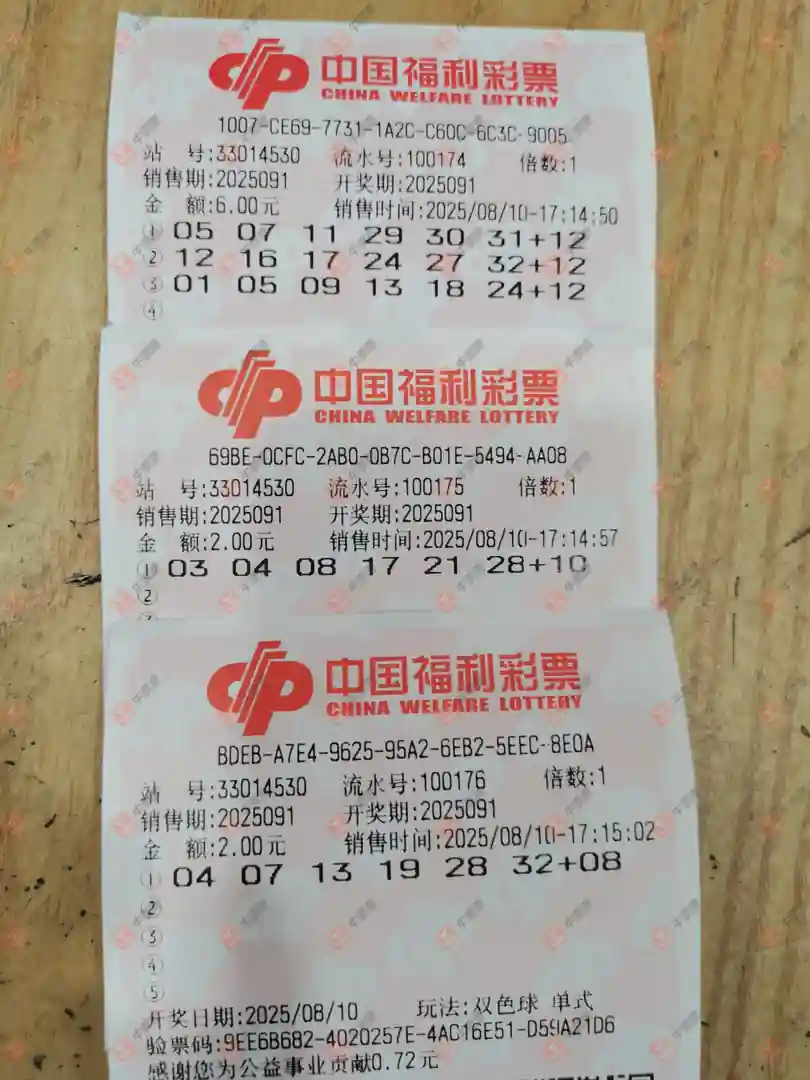 中国福利彩票
CHINA WELFARE LOTTERY
1007-CE69-7731-1A2C-C60C-6C3C-9005
站 号:33014530 流水号:100174 倍数:1
销售期:2025091 开奖期:2025091
金 额:6.00元 销售时间:2025/08/10-17:14:50
① 05 07 11 29 30 31+12
② 12 16 17 24 27 32+12
③ 01 05 09 13 18 24+12
④
中国福利彩票
CHINA WELFARE LOTTERY
69BE-0CFC-2AB0-0B7C-B01E-5494-AA08
站 号:33014530 流水号:100175 倍数:1
销售期:2025091 开奖期:2025091
金 额:2.00元 销售时间:2025/08/10-17:14:57
① 03 04 08 17 21 28+10
②
中国福利彩票
CHINA WELFARE LOTTERY
BDEB-A7E4-9625-95A2-6EB2-5EEC-8E0A
站 号:33014530 流水号:100176 倍数:1
销售期:2025091 开奖期:2025091
金 额:2.00元 销售时间:2025/08/10-17:15:02
① 04 07 13 19 28 32+08
②
③
④
⑤
开奖日期:2025/08/10 玩法:双色球 单式
验票码:9EE6B682-4020257E-4AC16E51-D59A21D6
感谢您为公益事业贡献0.72元